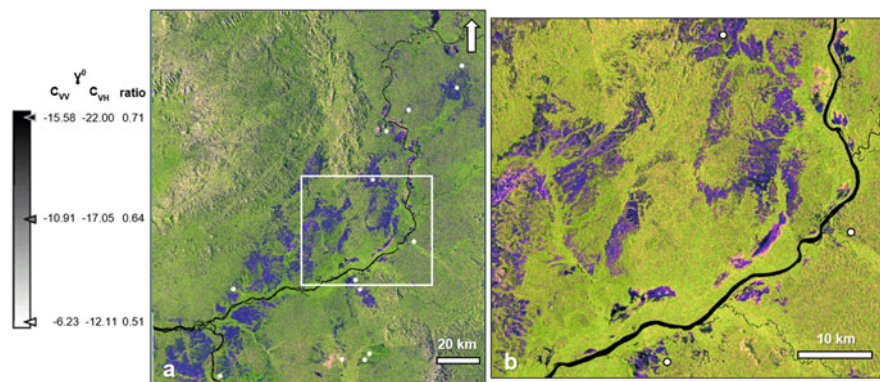 γ⁰
C_VV C_VH ratio
-15.58 -22.00 0.71
-10.91 -17.05 0.64
-6.23 -12.11 0.51
a
20 km
b
10 km